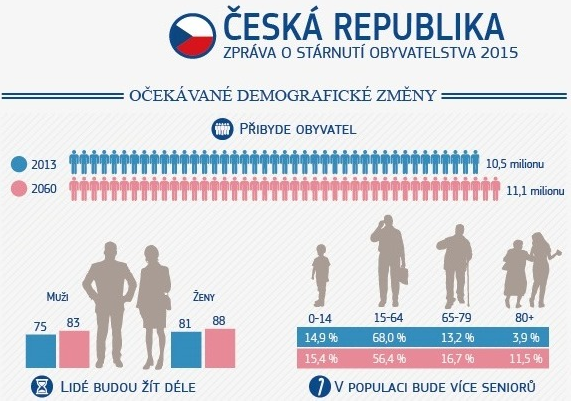 ČESKÁ REPUBLIKA
ZPRÁVA O STÁRNUTÍ OBYVATELSTVA 2015
OČEKÁVANÉ DEMOGRAFICKÉ ZMĚNY
PŘIBYDE OBYVATEL
2013 10,5 milionu
2060 11,1 milionu
MUŽI ŽENY
75 83 81 88
LIDÉ BUDOU ŽÍT DÉLE
0-14 15-64 65-79 80+
14,9 % 68,0 % 13,2 % 3,9 %
15,4 % 56,4 % 16,7 % 11,5 %
V POPULACI BUDE VÍCE SENIORŮ